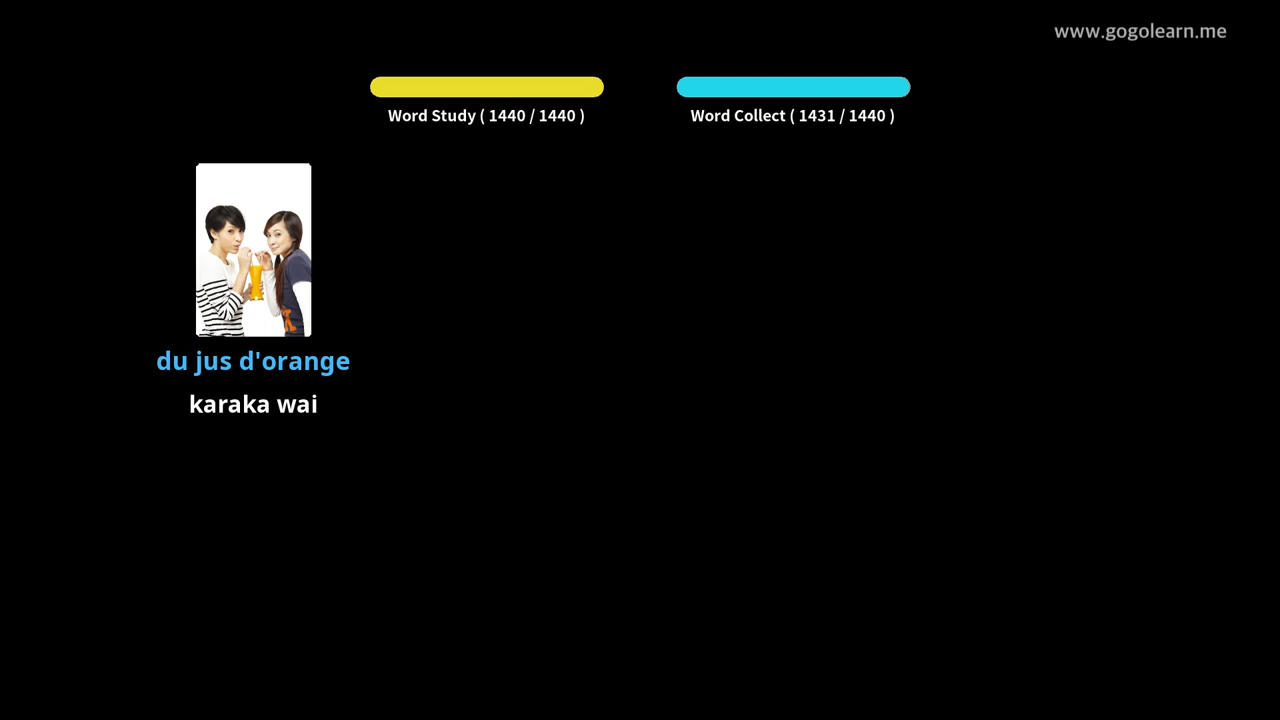 www.gogolearn.me
Word Study ( 1440 / 1440 )
Word Collect ( 1431 / 1440 )
du jus d'orange
karaka wai